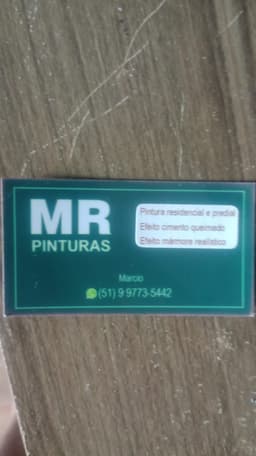 MR
PINTURAS
Pintura residencial e predial
Efeito cimento queimado
Efeito mármore realístico
Marcio
(51) 9 9773-5442